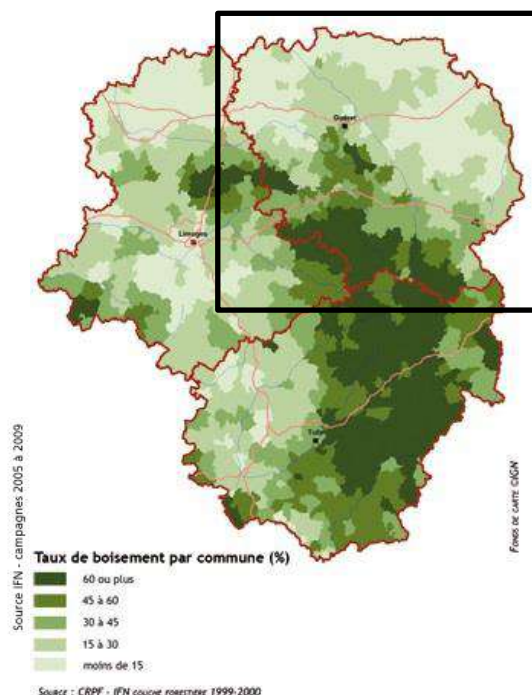 Guéret
Limoges
Tulle
Source IFN - campagnes 2005 à 2009
FONDS DE CARTE ©IGN
Taux de boisement par commune (%)
60 ou plus
45 à 60
30 à 45
15 à 30
moins de 15
SOURCE : CRPF - IFN COUCHE FORESTIÈRE 1999-2000